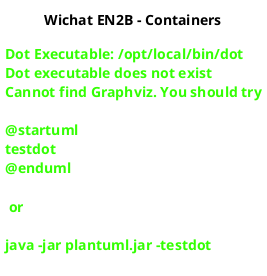 Wichat EN2B - Containers
Dot Executable: /opt/local/bin/dot
Dot executable does not exist
Cannot find Graphviz. You should try
@startuml
testdot
@enduml
or
java -jar plantuml.jar -testdot